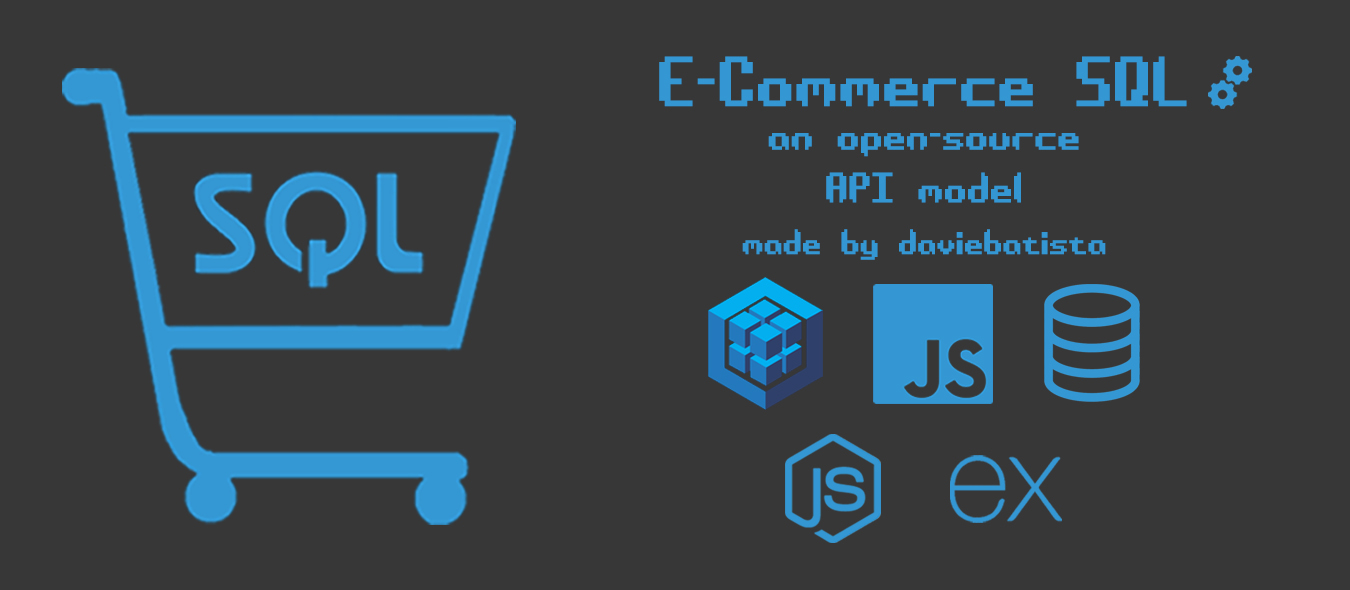 SQL
E-Commerce SQL
an open-source
API model
made by daviebatista
JS
JS
ex